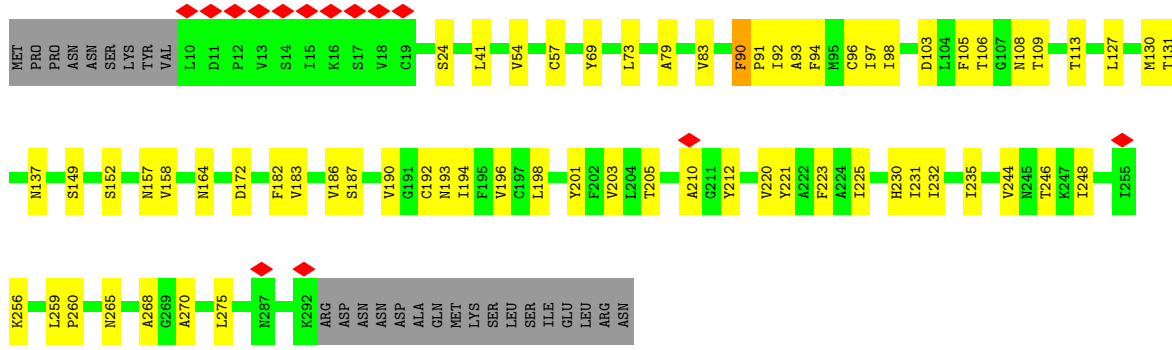 MET PRO PRO ASN ASN SER LYS TYR VAL L10 D11 P12 V13 S14 I15 K16 S17 V18 C19 S24 L41 V54 C57 Y69 L73 A79 V83 F90 P91 I92 A93 F94 M95 C96 I97 I98 D103 L104 F105 T106 G107 N108 T109 T113 L127 M130 T131
N137 S149 S152 N157 V158 N164 D172 F182 V183 V186 S187 V190 G191 C192 N193 I194 F195 V196 C197 L198 Y201 F202 V203 L204 T205 A210 G211 Y212 V220 Y221 A222 F223 A224 I225 H230 I231 I232 I235 V244 N245 T246 K247 I248 I255
K256 L259 P260 N265 A268 G269 A270 L275 N287 K292 ARG ASP ASN ASN ASP ALA GLN MET LYS SER LEU SER ILE GLU LEU ARG ASN